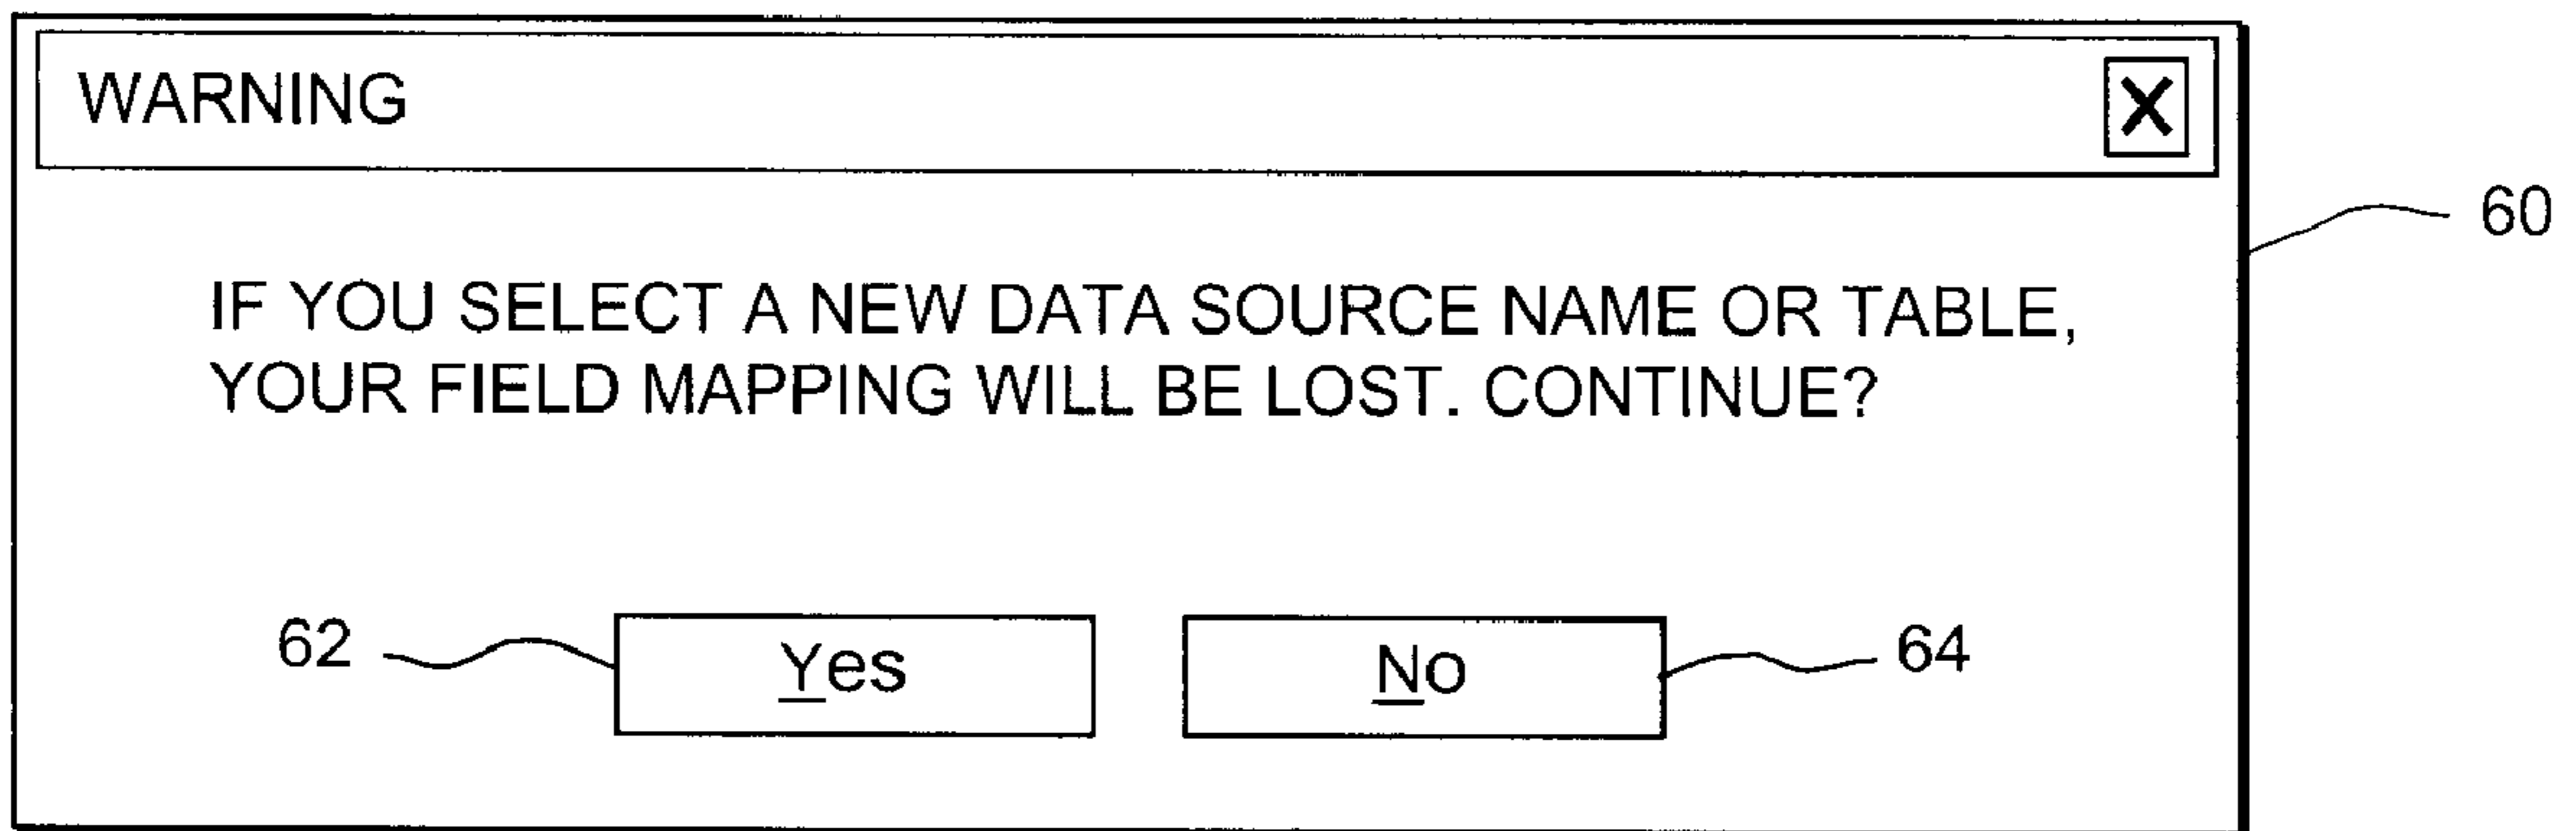 WARNING X
60
IF YOU SELECT A NEW DATA SOURCE NAME OR TABLE,
YOUR FIELD MAPPING WILL BE LOST. CONTINUE?
62 Yes No 64